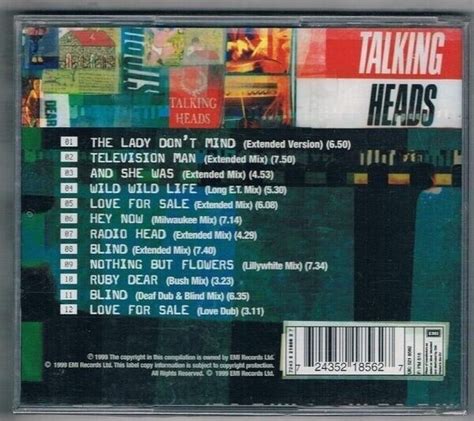 TALKING
HEADS
TALKING
HEADS
DEAR
01 THE LADY DON'T MIND (Extended Version) (6.50)
02 TELEVISION MAN (Extended Mix) (7.50)
03 AND SHE WAS (Extended Mix) (4.53)
04 WILD WILD LIFE (Long E.T. Mix) (5.30)
05 LOVE FOR SALE (Extended Mix) (6.08)
06 HEY NOW (Milwaukee Mix) (7.14)
07 RADIO HEAD (Extended Mix) (4.29)
08 BLIND (Extended Mix) (7.40)
09 NOTHING BUT FLOWERS (Lillywhite Mix) (7.34)
10 RUBY DEAR (Bush Mix) (3.23)
11 BLIND (Deaf Dub & Blind Mix) (6.35)
12 LOVE FOR SALE (Love Dub) (3.11)
℗ 1999 The copyright in this compilation is owned by EMI Records Ltd.
© 1999 EMI Records Ltd. This label copy information is subject to copyright protection.
All Rights Reserved. © 1999 EMI Records Ltd.
7 24352 18562 7
EMI